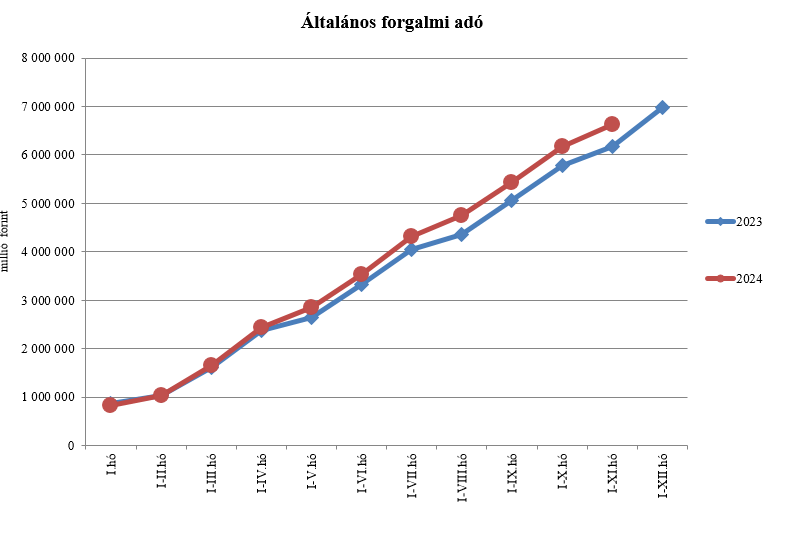 Általános forgalmi adó
8 000 000
7 000 000
6 000 000
5 000 000
4 000 000
3 000 000
2 000 000
1 000 000
0
millió forint
I.hó
I-II.hó
I-III.hó
I-IV.hó
I-V.hó
I-VI.hó
I-VII.hó
I-VIII.hó
I-IX.hó
I-X.hó
I-XI.hó
I-XII.hó
2023
2024